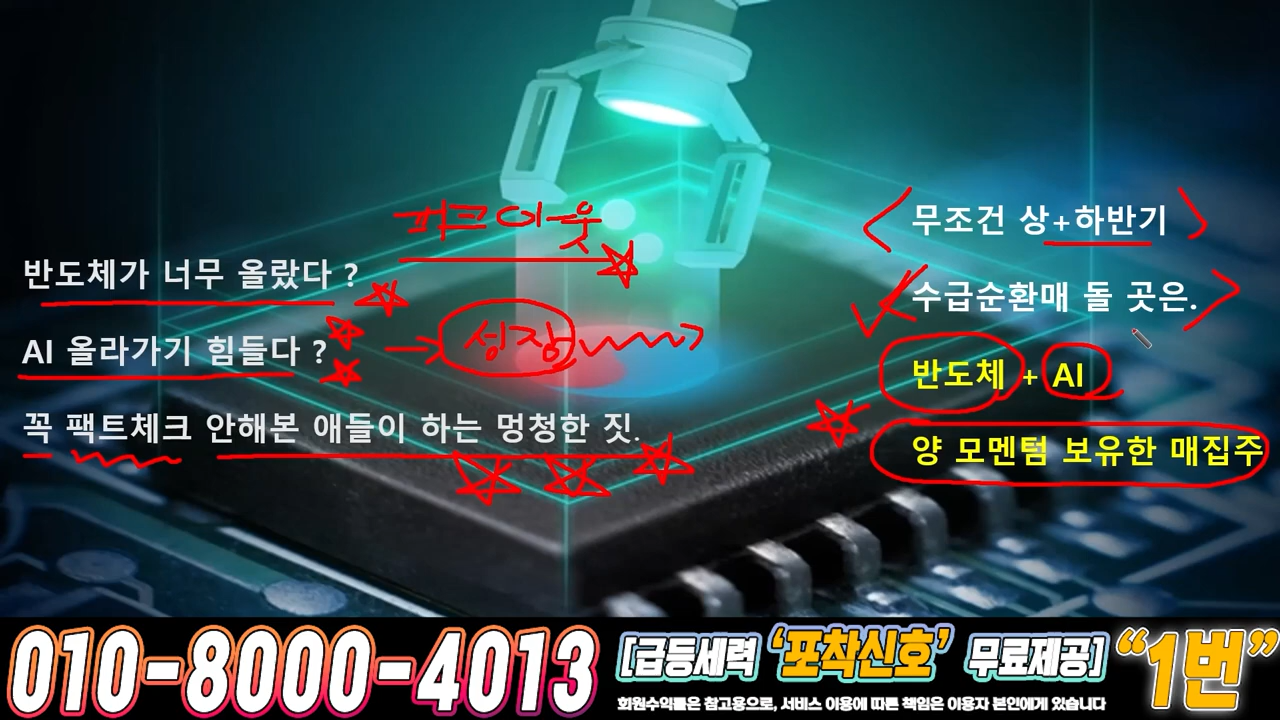 피크아웃
반도체가 너무 올랐다 ?
AI 올라가기 힘들다 ?
성장
꼭 팩트체크 안해본 애들이 하는 멍청한 짓.
무조건 상+하반기
수급순환매 돌 곳은.
반도체 + AI
양 모멘텀 보유한 매집주
010-8000-4013
[급등세력 '포착신호' 무료제공] "1번"
회원수익률은 참고용으로, 서비스 이용에 따른 책임은 이용자 본인에게 있습니다